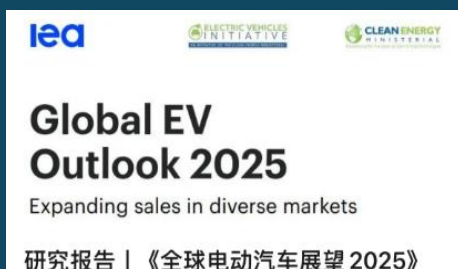 iea
ELECTRIC VEHICLES
INITIATIVE
CLEAN ENERGY
MINISTERIAL
Global EV
Outlook 2025
Expanding sales in diverse markets
研究报告 | 《全球电动汽车展望2025》